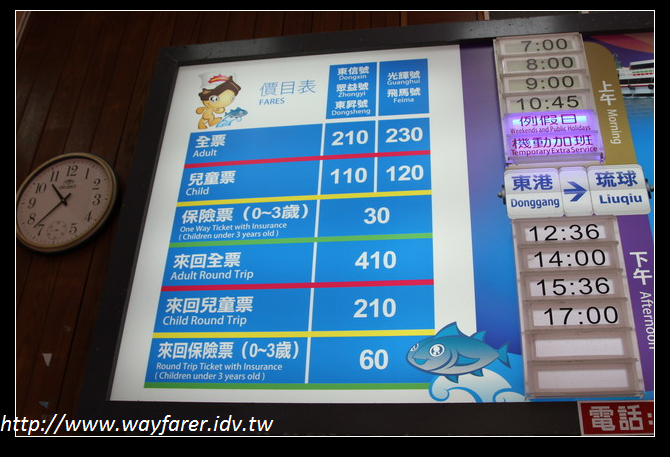 價目表
FARES
東信號
Dongxin
眾益號
Zhongyi
東昇號
Dongsheng
光輝號
Guanghui
飛馬號
Feima
全票
Adult
210
230
兒童票
Child
110
120
保險票（0~3歲）
One Way Ticket with Insurance
( Children under 3 years old )
30
來回全票
Adult Round Trip
410
來回兒童票
Child Round Trip
210
來回保險票（0~3歲）
Round Trip Ticket with Insurance
( Children under 3 years old )
60
7:00
8:00
9:00
10:45
例假日
Weekends and Public Holidays
機動加班
Temporary Extra Service
上午 Morning
東港
Donggang
琉球
Liuqiu
12:36
14:00
15:36
17:00
下午 Afternoon
電話:
http://www.wayfarer.idv.tw